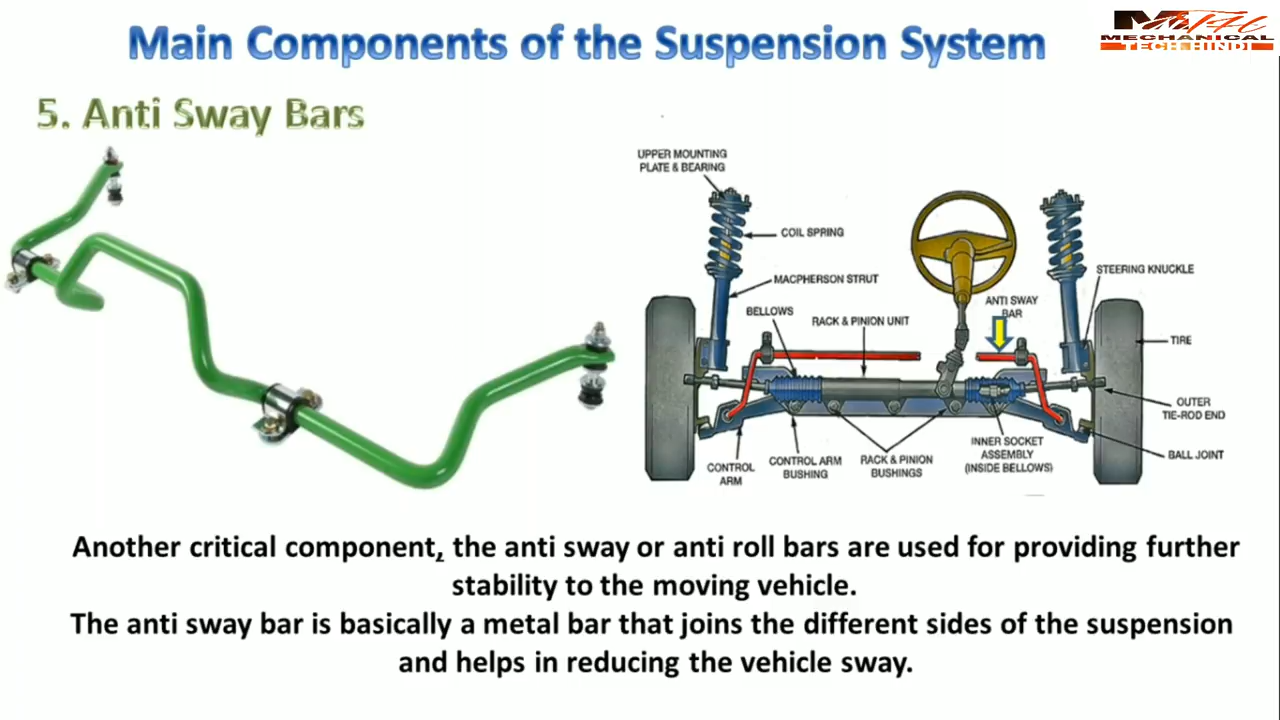 Main Components of the Suspension System
MECHANICAL
TECH HINDI
5. Anti Sway Bars
UPPER MOUNTING
PLATE & BEARING
COIL SPRING
MACPHERSON STRUT
BELLOWS
RACK & PINION UNIT
ANTI SWAY
BAR
STEERING KNUCKLE
TIRE
OUTER
TIE-ROD END
BALL JOINT
INNER SOCKET
ASSEMBLY
(INSIDE BELLOWS)
RACK & PINION
BUSHINGS
CONTROL ARM
BUSHING
CONTROL
ARM
Another critical component, the anti sway or anti roll bars are used for providing further
stability to the moving vehicle.
The anti sway bar is basically a metal bar that joins the different sides of the suspension
and helps in reducing the vehicle sway.